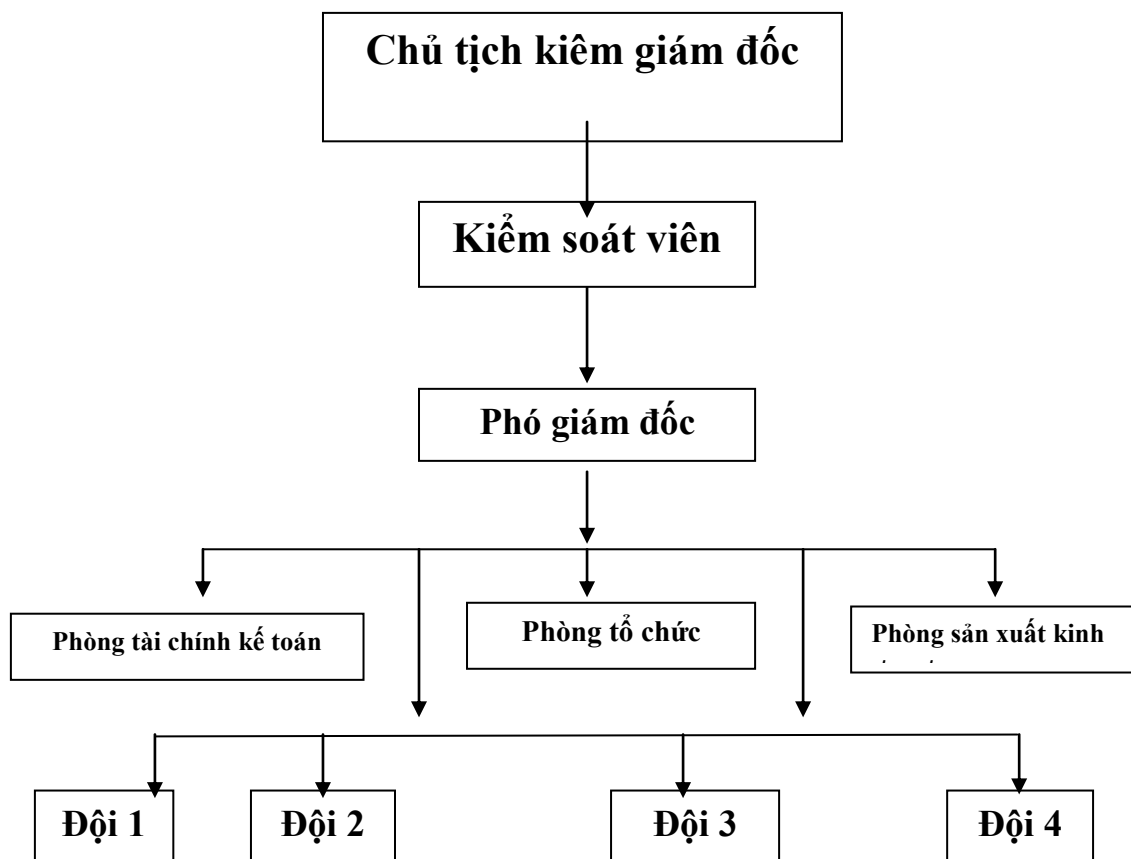 Chủ tịch kiêm giám đốc
Kiểm soát viên
Phó giám đốc
Phòng tài chính kế toán
Phòng tổ chức
Phòng sản xuất kinh
Đội 1
Đội 2
Đội 3
Đội 4